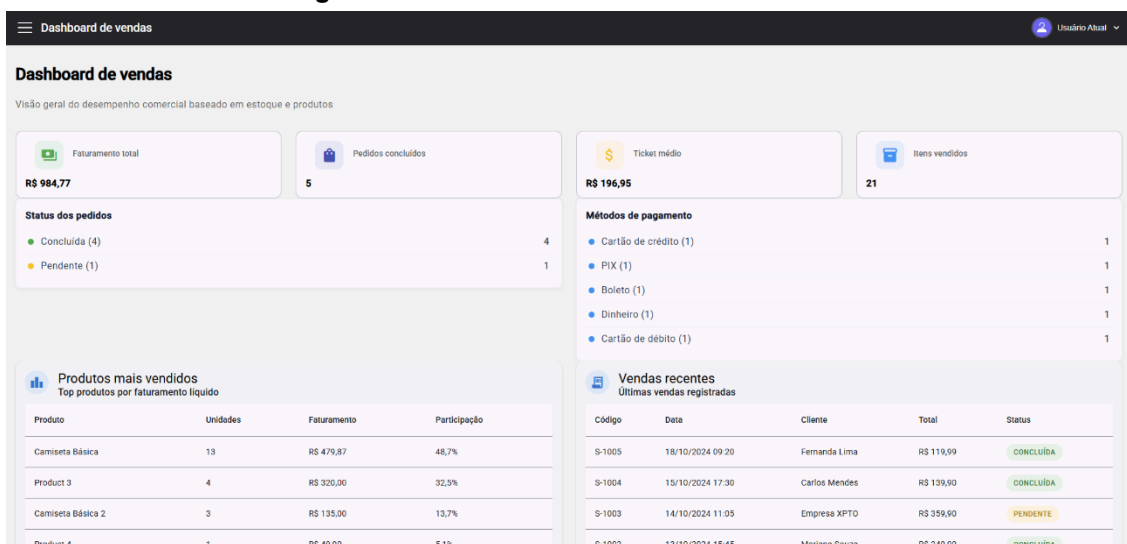 Dashboard de vendas
Usuário Atual
Dashboard de vendas
Visão geral do desempenho comercial baseado em estoque e produtos
Faturamento total
R$ 984,77
Pedidos concluídos
5
Ticket médio
R$ 196,95
Itens vendidos
21
Status dos pedidos
Concluída (4) 4
Pendente (1) 1
Métodos de pagamento
Cartão de crédito (1) 1
PIX (1) 1
Boleto (1) 1
Dinheiro (1) 1
Cartão de débito (1) 1
Produtos mais vendidos
Top produtos por faturamento líquido
Produto Unidades Faturamento Participação
Camiseta Básica 13 R$ 479,87 48,7%
Product 3 4 R$ 320,00 32,5%
Camiseta Básica 2 3 R$ 135,00 13,7%
Product 4 1
Vendas recentes
Últimas vendas registradas
Código Data Cliente Total Status
S-1005 18/10/2024 09:20 Fernanda Lima R$ 119,99 CONCLUÍDA
S-1004 15/10/2024 17:30 Carlos Mendes R$ 139,90 CONCLUÍDA
S-1003 14/10/2024 11:05 Empresa XPTO R$ 359,90 PENDENTE
S-1002 CONCLUÍDA